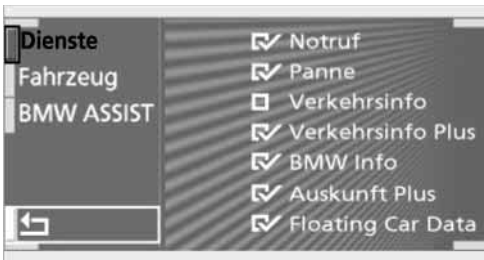 Dienste
Fahrzeug
BMW ASSIST
Notruf
Panne
Verkehrsinfo
Verkehrsinfo Plus
BMW Info
Auskunft Plus
Floating Car Data